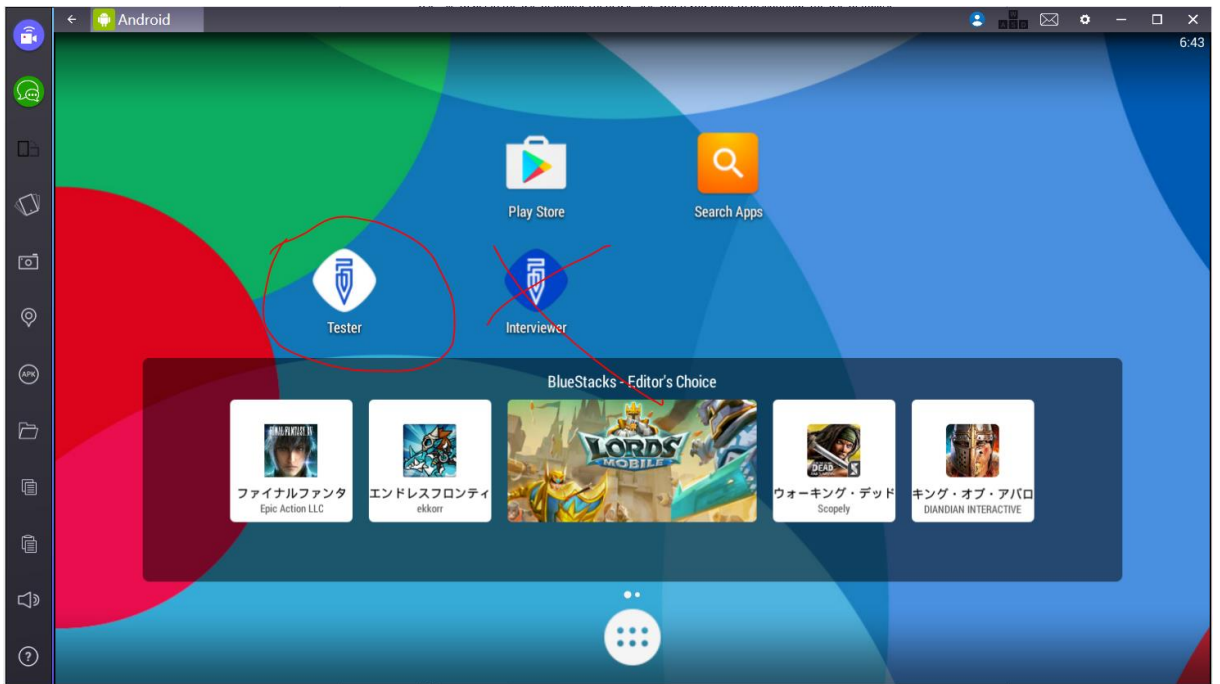 Android
6:43
Play Store
Search Apps
Tester
Interviewer
BlueStacks - Editor's Choice
LORDS
MOBILE
ファイナルファンタ
Epic Action LLC
エンドレスフロンティ
ekkorr
ウォーキング・デッド
Scopely
キング・オブ・アバロ
DIANDIAN INTERACTIVE
APK